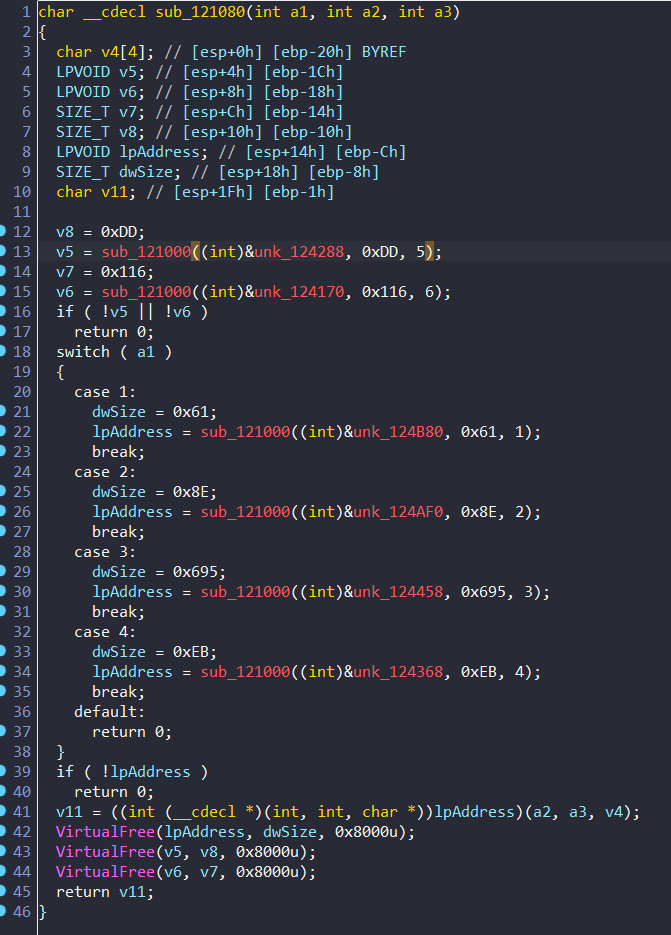 1 char __cdecl sub_121080(int a1, int a2, int a3)
2 {
3   char v4[4]; // [esp+0h] [ebp-20h] BYREF
4   LPVOID v5; // [esp+4h] [ebp-1Ch]
5   LPVOID v6; // [esp+8h] [ebp-18h]
6   SIZE_T v7; // [esp+Ch] [ebp-14h]
7   SIZE_T v8; // [esp+10h] [ebp-10h]
8   LPVOID lpAddress; // [esp+14h] [ebp-Ch]
9   SIZE_T dwSize; // [esp+18h] [ebp-8h]
10   char v11; // [esp+1Fh] [ebp-1h]
11
12   v8 = 0xDD;
13   v5 = sub_121000((int)&unk_124288, 0xDD, 5);
14   v7 = 0x116;
15   v6 = sub_121000((int)&unk_124170, 0x116, 6);
16   if ( !v5 || !v6 )
17     return 0;
18   switch ( a1 )
19   {
20     case 1:
21       dwSize = 0x61;
22       lpAddress = sub_121000((int)&unk_124B80, 0x61, 1);
23       break;
24     case 2:
25       dwSize = 0x8E;
26       lpAddress = sub_121000((int)&unk_124AF0, 0x8E, 2);
27       break;
28     case 3:
29       dwSize = 0x695;
30       lpAddress = sub_121000((int)&unk_124458, 0x695, 3);
31       break;
32     case 4:
33       dwSize = 0xEB;
34       lpAddress = sub_121000((int)&unk_124368, 0xEB, 4);
35       break;
36     default:
37       return 0;
38   }
39   if ( !lpAddress )
40     return 0;
41   v11 = ((int (__cdecl *)(int, int, char *))lpAddress)(a2, a3, v4);
42   VirtualFree(lpAddress, dwSize, 0x8000u);
43   VirtualFree(v5, v8, 0x8000u);
44   VirtualFree(v6, v7, 0x8000u);
45   return v11;
46 }